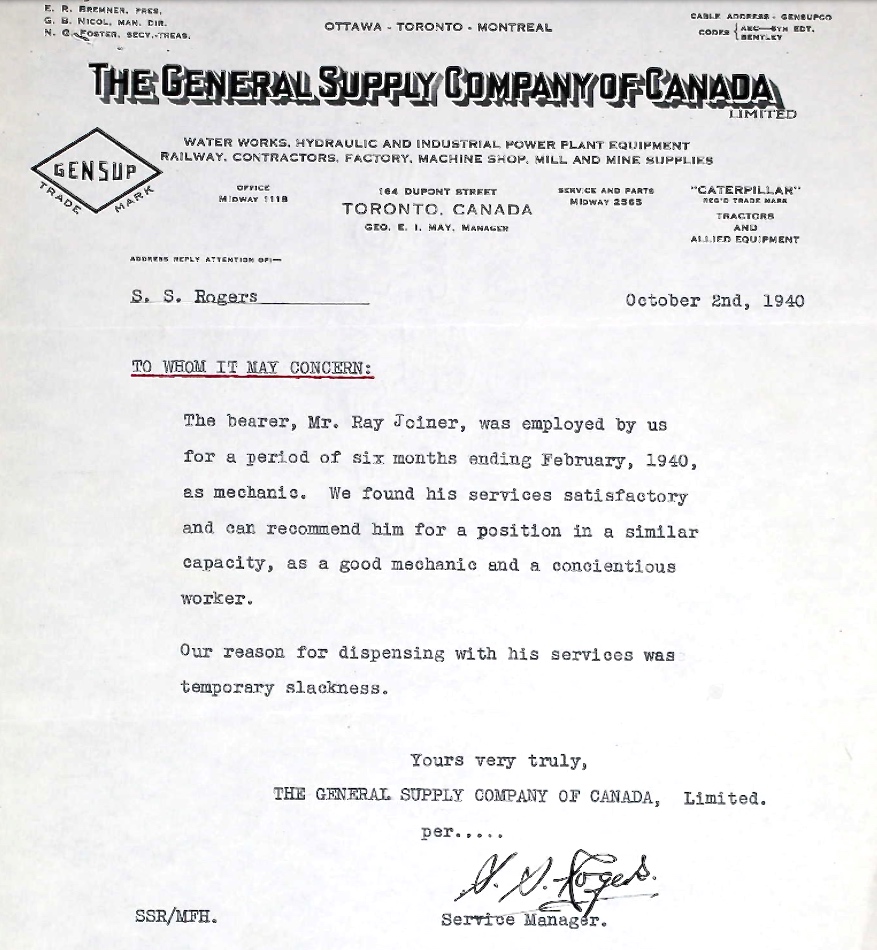 E. R. BREMNER, PRES.
G. B. NICOL, MAN. DIR.
N. G. FOSTER, SECY.-TREAS.
OTTAWA - TORONTO - MONTREAL
CABLE ADDRESS - GENSUPCO
CODES { ABC—5TH EDT.
BENTLEY
THE GENERAL SUPPLY COMPANY OF CANADA
LIMITED
GENSUP
TRADE MARK
WATER WORKS, HYDRAULIC AND INDUSTRIAL POWER PLANT EQUIPMENT
RAILWAY, CONTRACTORS, FACTORY, MACHINE SHOP, MILL AND MINE SUPPLIES
OFFICE
MIDWAY 1118
164 DUPONT STREET
TORONTO, CANADA
GEO. E. I. MAY, MANAGER
SERVICE AND PARTS
MIDWAY 2565
"CATERPILLAR"
REG'D TRADE MARK
TRACTORS
AND
ALLIED EQUIPMENT
ADDRESS REPLY ATTENTION OF:—
S. S. Rogers
October 2nd, 1940
TO WHOM IT MAY CONCERN:
The bearer, Mr. Ray Joiner, was employed by us
for a period of six months ending February, 1940,
as mechanic. We found his services satisfactory
and can recommend him for a position in a similar
capacity, as a good mechanic and a concientious
worker.
Our reason for dispensing with his services was
temporary slackness.
Yours very truly,
THE GENERAL SUPPLY COMPANY OF CANADA, Limited.
per.....
S. S. Rogers.
Service Manager.
SSR/MFH.